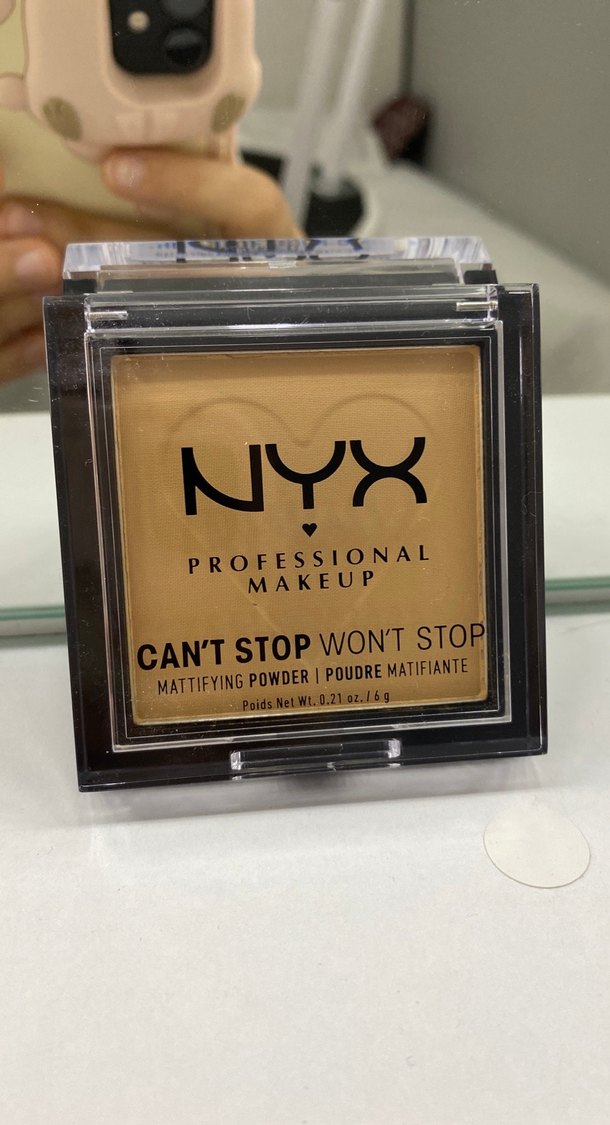 NYX
PROFESSIONAL
MAKEUP
CAN'T STOP WON'T STOP
MATTIFYING POWDER | POUDRE MATIFIANTE
Poids Net Wt. 0.21 oz. / 6 g